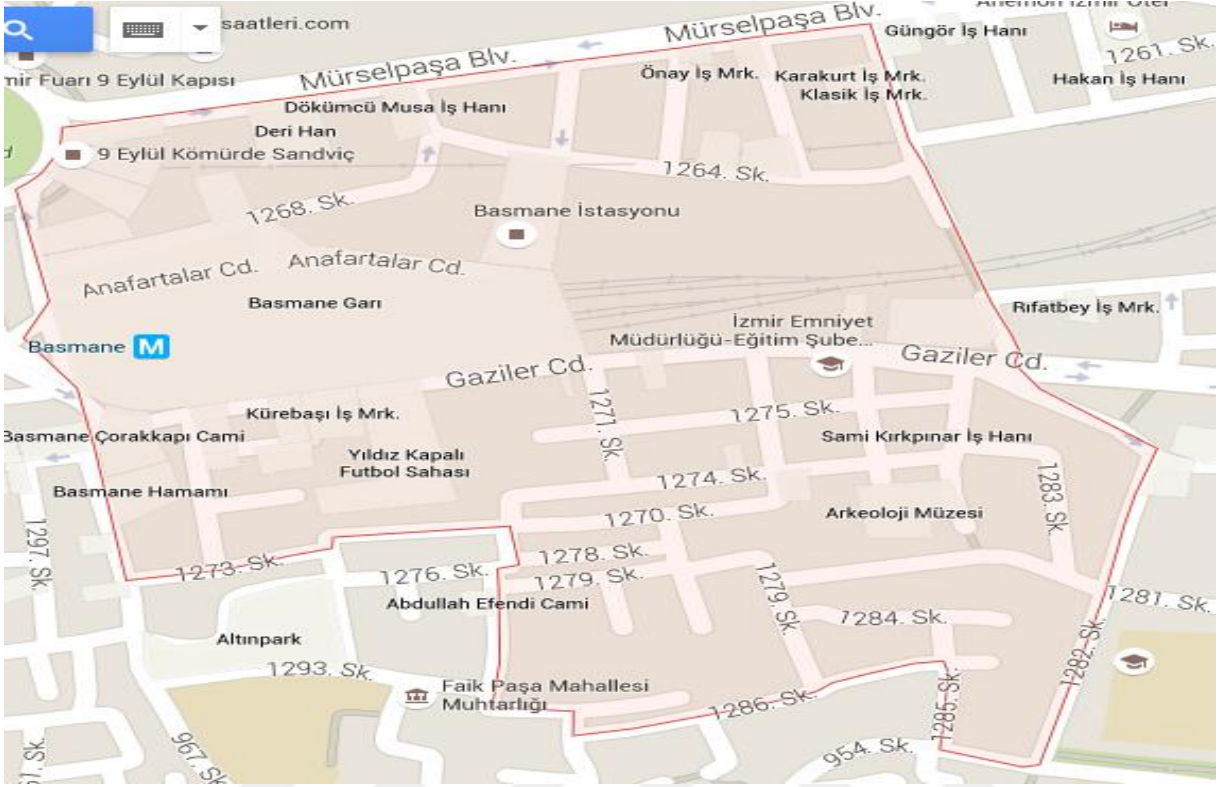 saatleri.com
Anemon İzmir Otel
Mürselpaşa Blv.
Güngör İş Hanı
1261. Sk.
mir Fuarı 9 Eylül Kapısı
Mürselpaşa Blv.
Önay İş Mrk.
Karakurt İş Mrk.
Klasik İş Mrk.
Hakan İş Hanı
Dökümcü Musa İş Hanı
Deri Han
9 Eylül Kömürde Sandviç
1264. Sk.
1268. Sk.
Basmane İstasyonu
Anafartalar Cd.
Anafartalar Cd.
Basmane Garı
Rıfatbey İş Mrk.
İzmir Emniyet
Müdürlüğü-Eğitim Şube...
Basmane M
Gaziler Cd.
Gaziler Cd.
Kürebaşı İş Mrk.
1271. Sk.
1275. Sk.
Basmane Çorakkapı Cami
Sami Kırkpınar İş Hanı
Yıldız Kapalı
Futbol Sahası
1274. Sk.
1283. Sk.
Basmane Hamamı
1270. Sk.
Arkeoloji Müzesi
1297. Sk.
1273. Sk.
1278. Sk.
1276. Sk.
1279. Sk.
1279. Sk.
1281. Sk.
Abdullah Efendi Cami
1284. Sk.
Altınpark
1282. Sk.
1293. Sk.
Faik Paşa Mahallesi
Muhtarlığı
1286. Sk.
1285. Sk.
967. Sk.
954. Sk.
51. Sk.